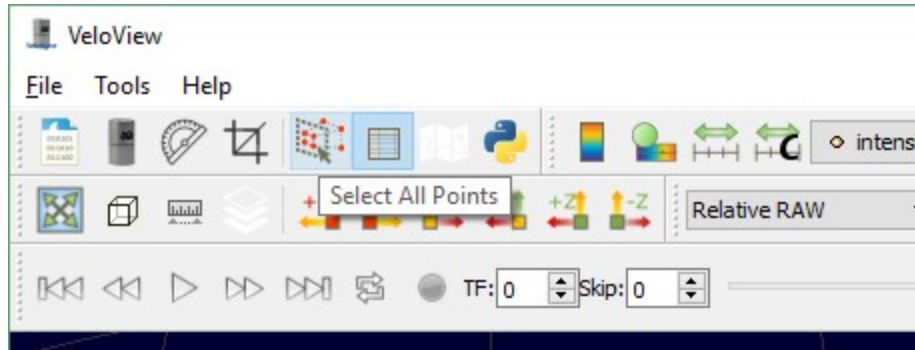 VeloView
File Tools Help
intens
Select All Points
+Z -Z
Relative RAW
TF: 0 Skip: 0